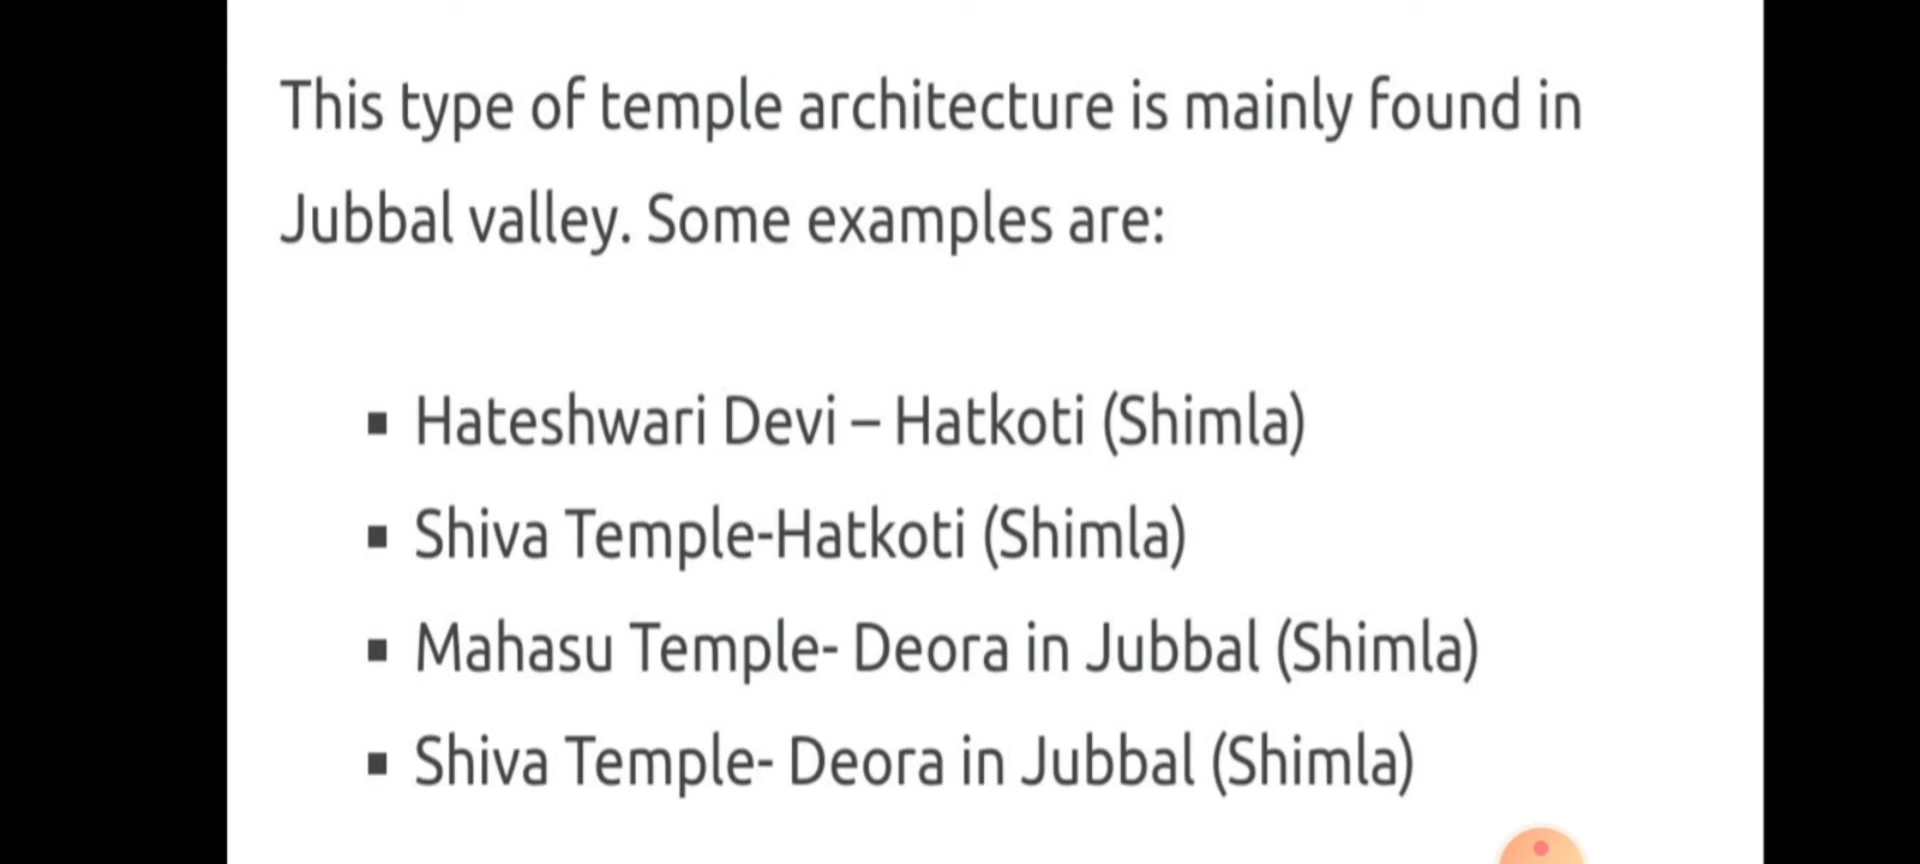 This type of temple architecture is mainly found in
Jubbal valley. Some examples are:
▪ Hateshwari Devi – Hatkoti (Shimla)
▪ Shiva Temple-Hatkoti (Shimla)
▪ Mahasu Temple- Deora in Jubbal (Shimla)
▪ Shiva Temple- Deora in Jubbal (Shimla)